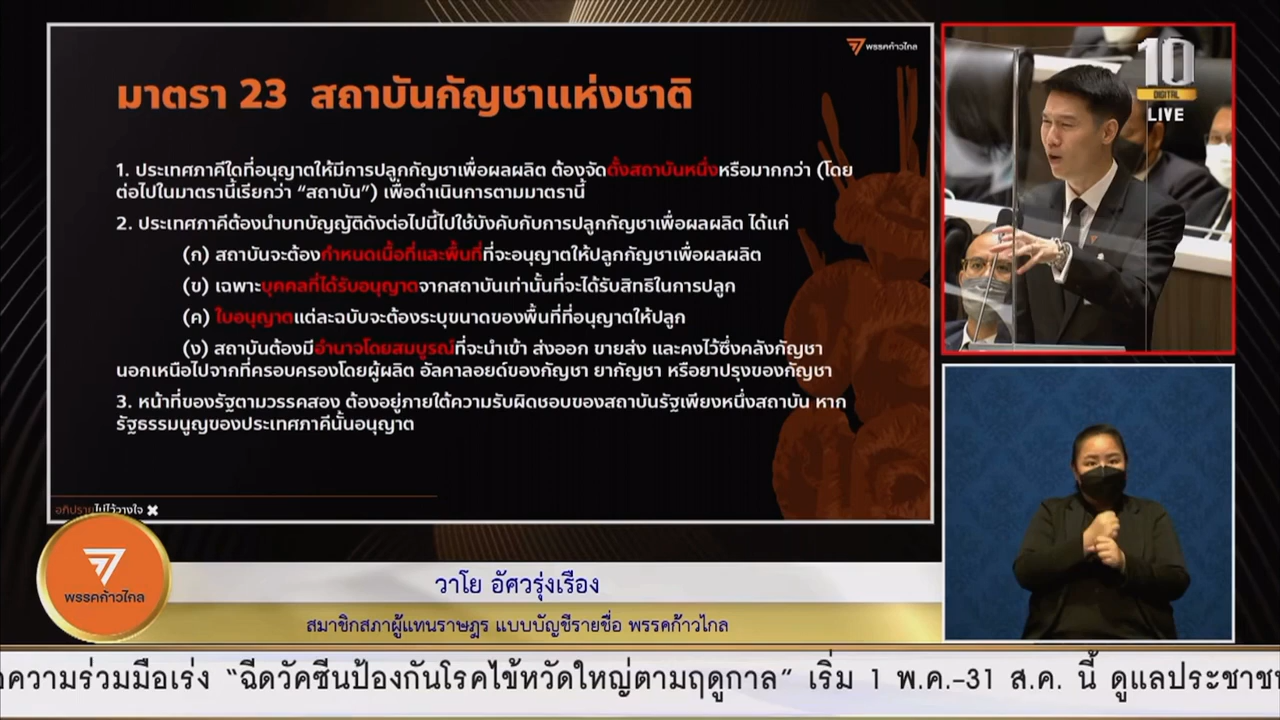 พรรคก้าวไกล
มาตรา 23 สถาบันกัญชาแห่งชาติ
1. ประเทศภาคีใดที่อนุญาตให้มีการปลูกกัญชาเพื่อผลผลิต ต้องจัดตั้งสถาบันหนึ่งหรือมากกว่า (โดย
ต่อไปในมาตรานี้เรียกว่า “สถาบัน”) เพื่อดำเนินการตามมาตรานี้
2. ประเทศภาคีต้องนำบทบัญญัติดังต่อไปนี้ไปใช้บังคับกับการปลูกกัญชาเพื่อผลผลิต ได้แก่
(ก) สถาบันจะต้องกำหนดเนื้อที่และพื้นที่ที่จะอนุญาตให้ปลูกกัญชาเพื่อผลผลิต
(ข) เฉพาะบุคคลที่ได้รับอนุญาตจากสถาบันเท่านั้นที่จะได้รับสิทธิในการปลูก
(ค) ใบอนุญาตแต่ละฉบับจะต้องระบุขนาดของพื้นที่ที่อนุญาตให้ปลูก
(ง) สถาบันต้องมีอำนาจโดยสมบูรณ์ที่จะนำเข้า ส่งออก ขายส่ง และคงไว้ซึ่งคลังกัญชา
นอกเหนือไปจากที่ครอบครองโดยผู้ผลิต อัลคาลอยด์ของกัญชา ยากัญชา หรือยาปรุงของกัญชา
3. หน้าที่ของรัฐตามวรรคสอง ต้องอยู่ภายใต้ความรับผิดชอบของสถาบันรัฐเพียงหนึ่งสถาบัน หาก
รัฐธรรมนูญของประเทศภาคีนั้นอนุญาต
อภิปรายไม่ไว้วางใจ
10
DIGITAL
LIVE
พรรคก้าวไกล
วาโย อัศวรุ่งเรือง
สมาชิกสภาผู้แทนราษฎร แบบบัญชีรายชื่อ พรรคก้าวไกล
ความร่วมมือเร่ง “ฉีดวัคซีนป้องกันโรคไข้หวัดใหญ่ตามฤดูกาล” เริ่ม 1 พ.ค.-31 ส.ค. นี้ ดูแลประชาชน